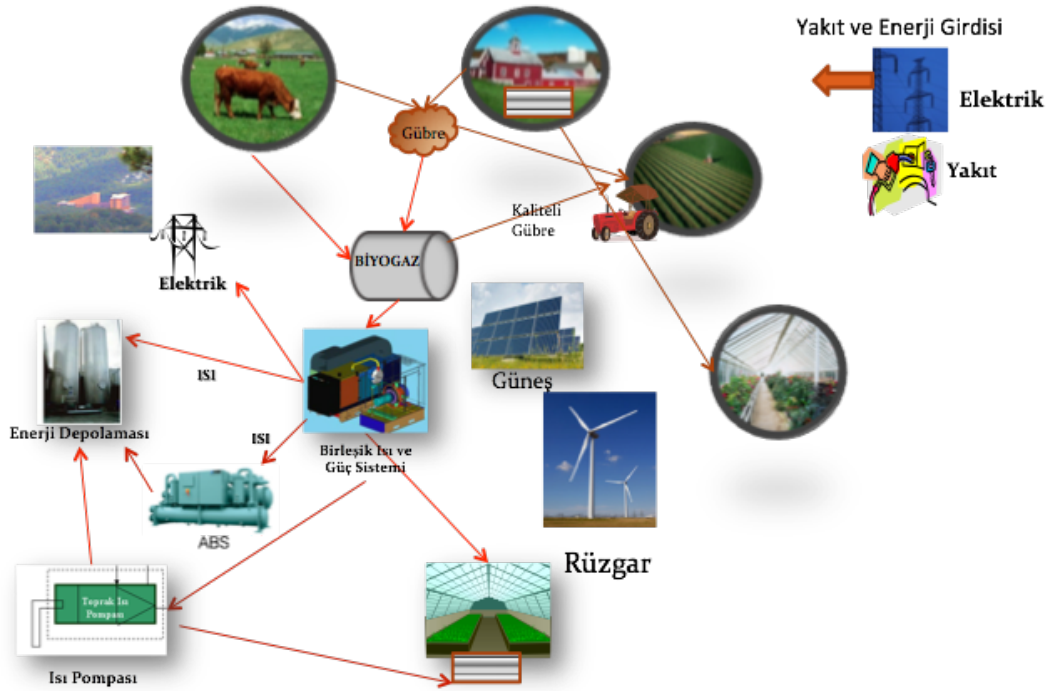 Yakıt ve Enerji Girdisi
Elektrik
Yakıt
Gübre
Kaliteli
Gübre
BİYOGAZ
Elektrik
Güneş
ISI
Enerji Depolaması
ISI
Birleşik Isı ve
Güç Sistemi
ABS
Rüzgar
Toprak Isı
Pompası
Isı Pompası